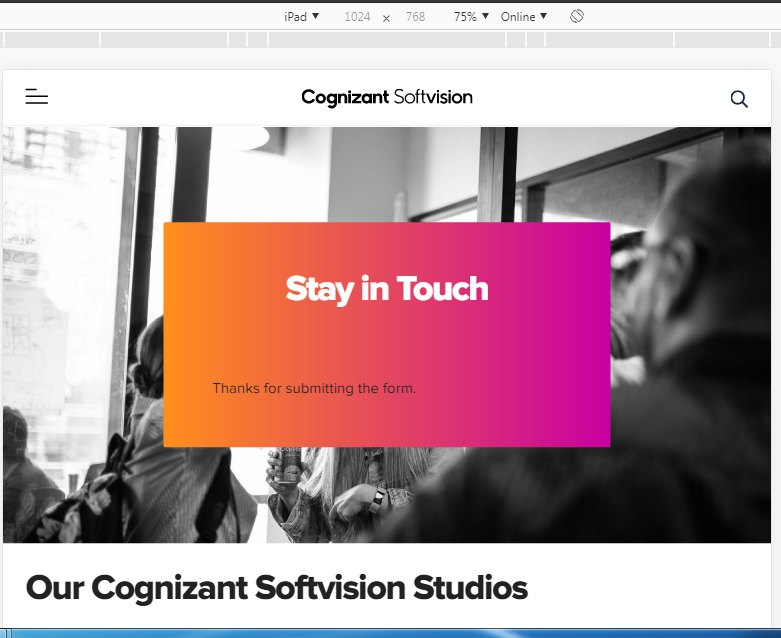 iPad ▼ 1024 × 768 75% ▼ Online ▼
Cognizant Softvision
Stay in Touch
Thanks for submitting the form.
Our Cognizant Softvision Studios